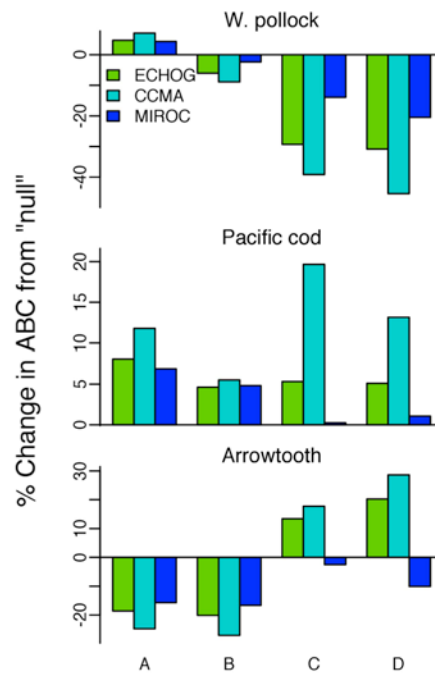 W. pollock
0
-20
-40
ECHOG
CCMA
MIROC
% Change in ABC from "null"
Pacific cod
20
15
10
5
0
Arrowtooth
30
10
0
-20
A B C D